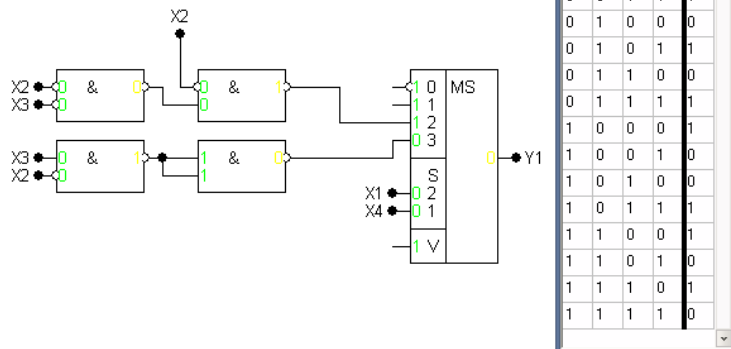 X2
X2 0 & 0 0 & 1 1 0 MS
X3 0 0 1 1
1 2
0 3
X3 0 & 1 1 & 0 0 Y1
X2 0 1 S
X1 0 2
X4 0 1
1 V
0 1 0 0 0
0 1 0 1 1
0 1 1 0 0
0 1 1 1 1
1 0 0 0 1
1 0 0 1 0
1 0 1 0 0
1 0 1 1 1
1 1 0 0 1
1 1 0 1 0
1 1 1 0 1
1 1 1 1 0